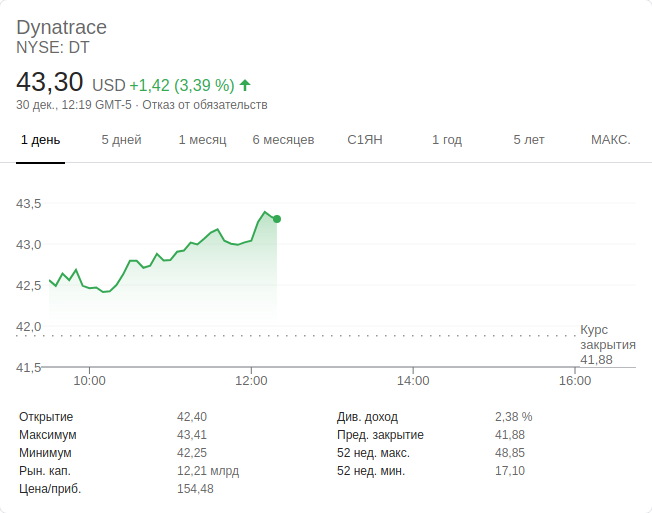 Dynatrace
NYSE: DT
43,30 USD +1,42 (3,39 %)
30 дек., 12:19 GMT-5 · Отказ от обязательств
1 день 5 дней 1 месяц 6 месяцев С1ЯН 1 год 5 лет МАКС.
43,5
43,0
42,5
42,0
41,5
Курс
закрытия
41,88
10:00 12:00 14:00 16:00
Открытие 42,40 Див. доход 2,38 %
Максимум 43,41 Пред. закрытие 41,88
Минимум 42,25 52 нед. макс. 48,85
Рын. кап. 12,21 млрд 52 нед. мин. 17,10
Цена/приб. 154,48